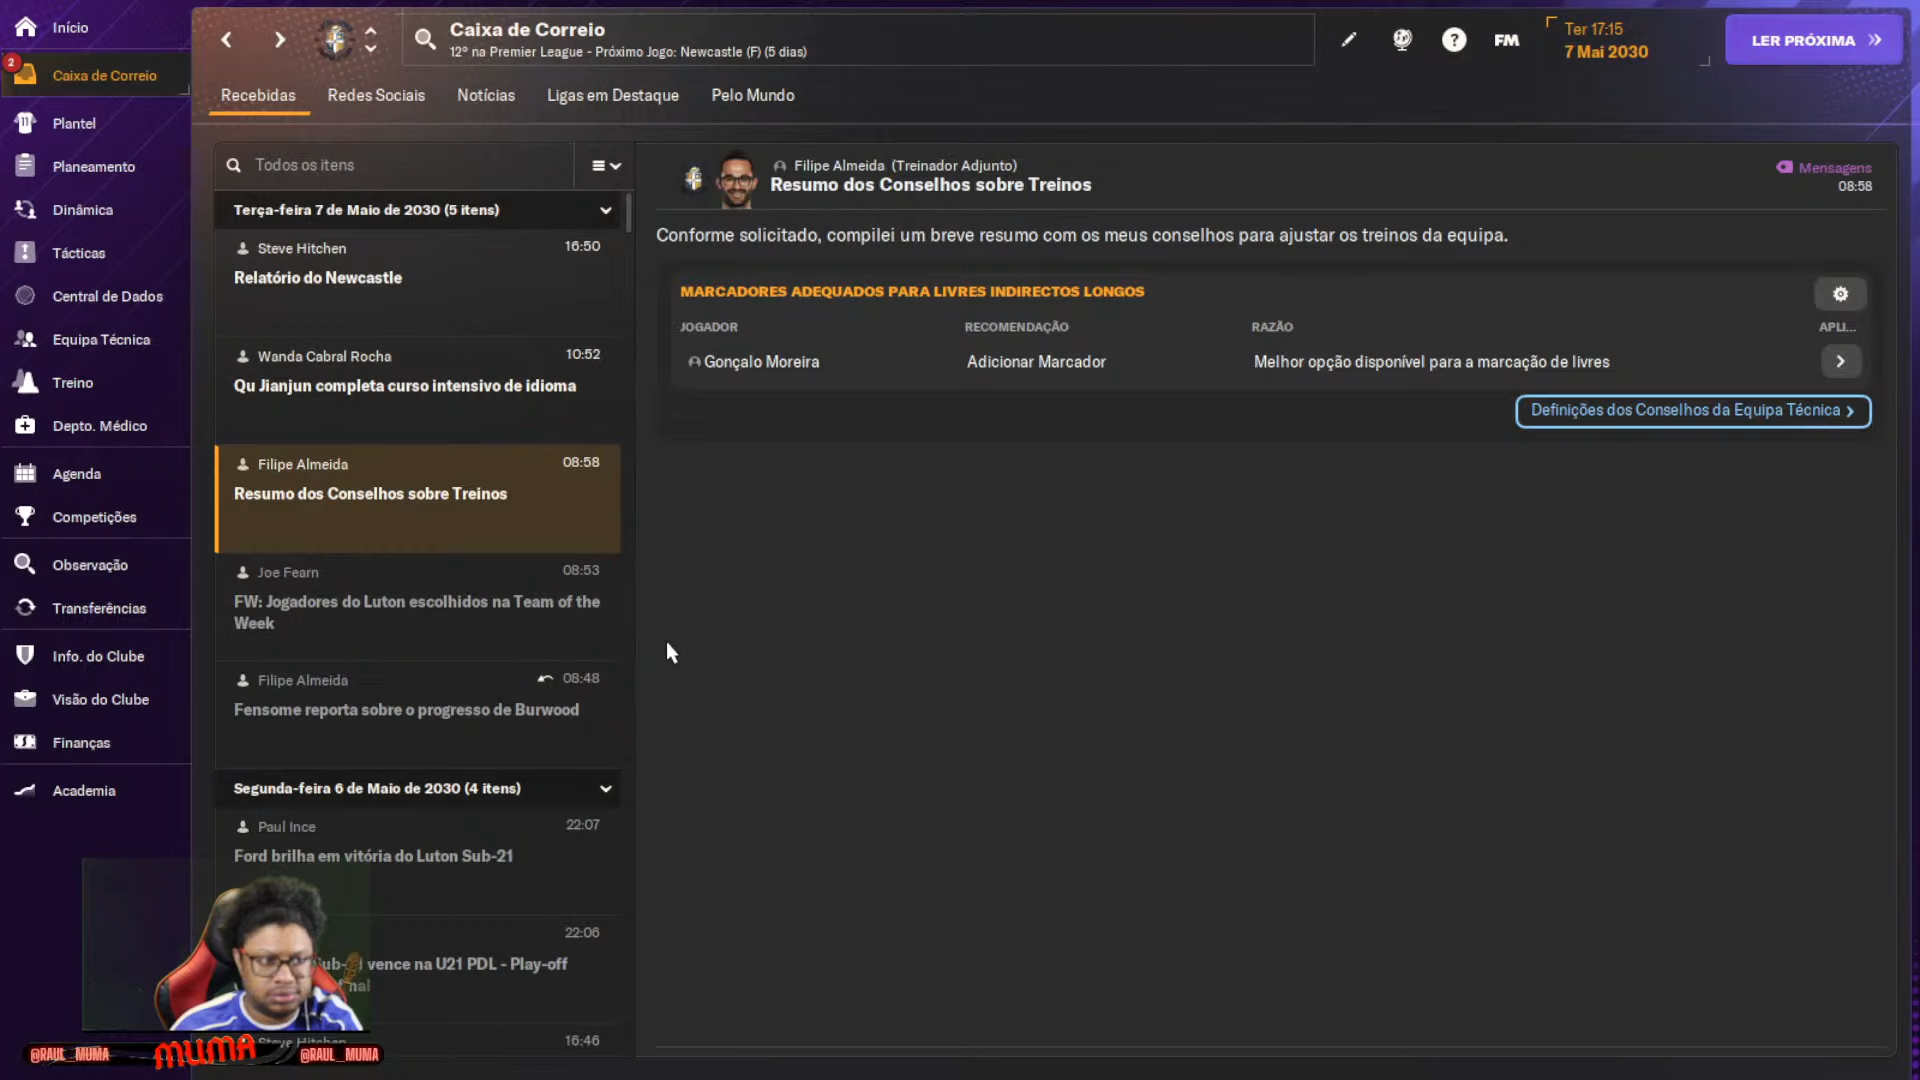 Início
2
Caixa de Correio
Plantel
Planeamento
Dinâmica
Tácticas
Central de Dados
Equipa Técnica
Treino
Depto. Médico
Agenda
Competições
Observação
Transferências
Info. do Clube
Visão do Clube
Finanças
Academia
Caixa de Correio
12º na Premier League - Próximo Jogo: Newcastle (F) (5 dias)
FM
Ter 17:15
7 Mai 2030
LER PRÓXIMA
Recebidas
Redes Sociais
Notícias
Ligas em Destaque
Pelo Mundo
Todos os itens
Terça-feira 7 de Maio de 2030 (5 itens)
Steve Hitchen
16:50
Relatório do Newcastle
Wanda Cabral Rocha
10:52
Qu Jianjun completa curso intensivo de idioma
Filipe Almeida
08:58
Resumo dos Conselhos sobre Treinos
Joe Fearn
08:53
FW: Jogadores do Luton escolhidos na Team of the
Week
Filipe Almeida
08:48
Fensome reporta sobre o progresso de Burwood
Segunda-feira 6 de Maio de 2030 (4 itens)
Paul Ince
22:07
Ford brilha em vitória do Luton Sub-21
22:06
vence na U21 PDL - Play-off
Steve Hitchen
16:46
Filipe Almeida (Treinador Adjunto)
Resumo dos Conselhos sobre Treinos
Mensagens
08:58
Conforme solicitado, compilei um breve resumo com os meus conselhos para ajustar os treinos da equipa.
MARCADORES ADEQUADOS PARA LIVRES INDIRECTOS LONGOS
JOGADOR
RECOMENDAÇÃO
RAZÃO
APLI...
Gonçalo Moreira
Adicionar Marcador
Melhor opção disponível para a marcação de livres
Definições dos Conselhos da Equipa Técnica
@RAUL_MUMA
MUMA
@RAUL_MUMA